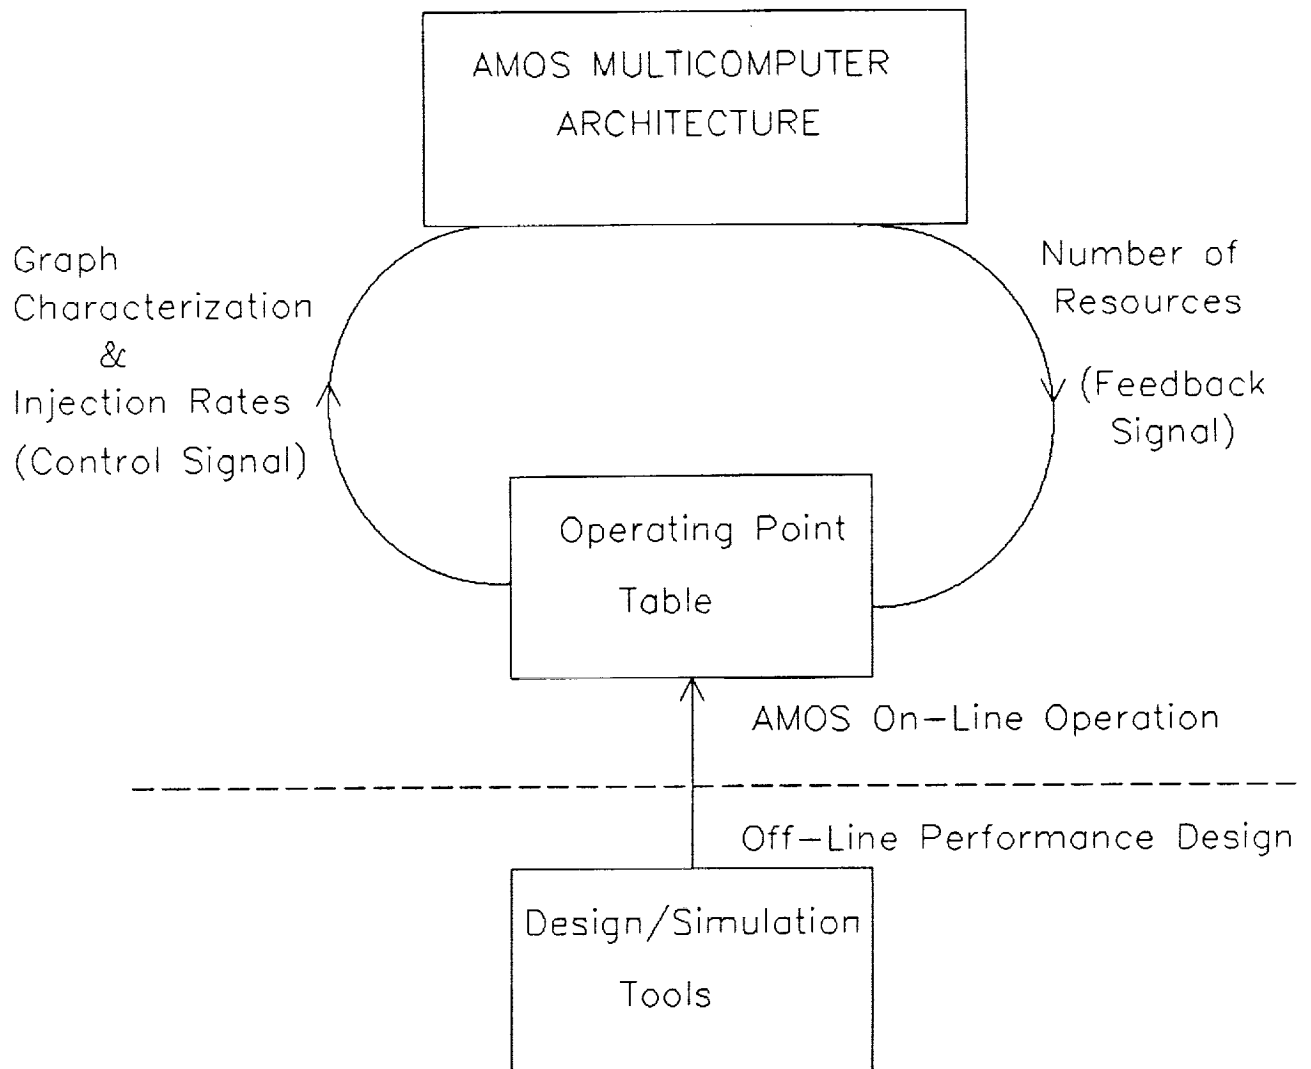 AMOS MULTICOMPUTER
ARCHITECTURE
Graph
Characterization
&
Injection Rates
(Control Signal)
Number of
Resources
(Feedback
Signal)
Operating Point
Table
AMOS On-Line Operation
Off-Line Performance Design
Design/Simulation
Tools